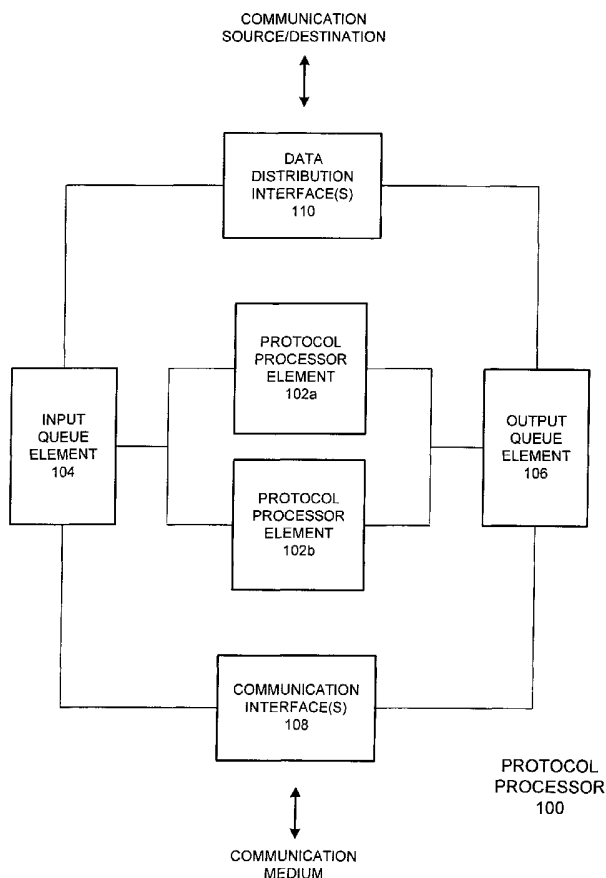 COMMUNICATION
SOURCE/DESTINATION
DATA
DISTRIBUTION
INTERFACE(S)
110
PROTOCOL
PROCESSOR
ELEMENT
102a
INPUT
QUEUE
ELEMENT
104
OUTPUT
QUEUE
ELEMENT
106
PROTOCOL
PROCESSOR
ELEMENT
102b
COMMUNICATION
INTERFACE(S)
108
PROTOCOL
PROCESSOR
100
COMMUNICATION
MEDIUM